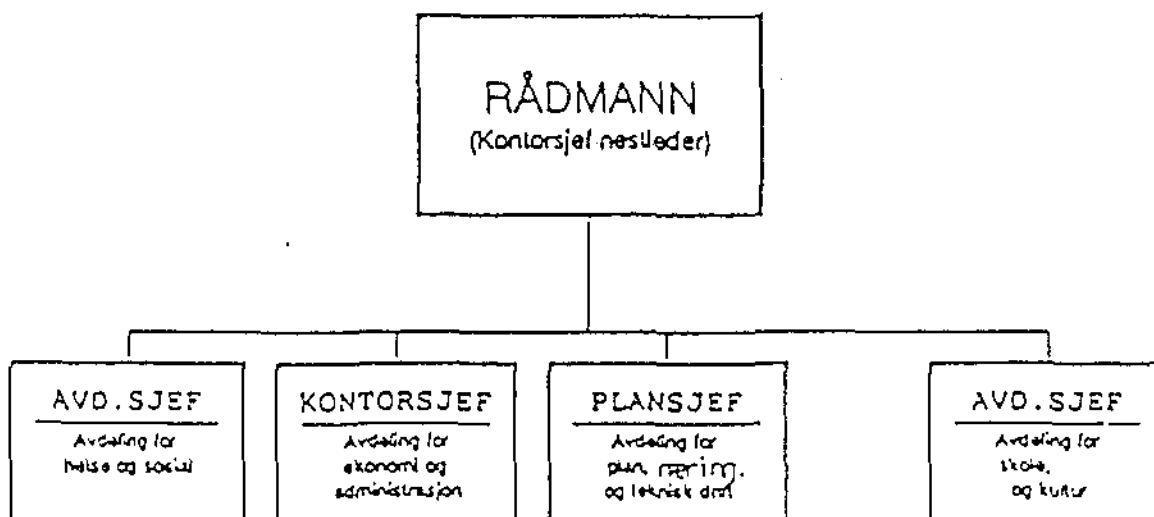 RÅDMANN
(Kontorsjef nestleder)
AVD.SJEF
Avdeling for
helse og sosial
KONTORSJEF
Avdeling for
økonomi og
administrasjon
PLANSJEF
Avdeling for
plan, næring,
og teknisk drift
AVD.SJEF
Avdeling for
skole,
og kultur